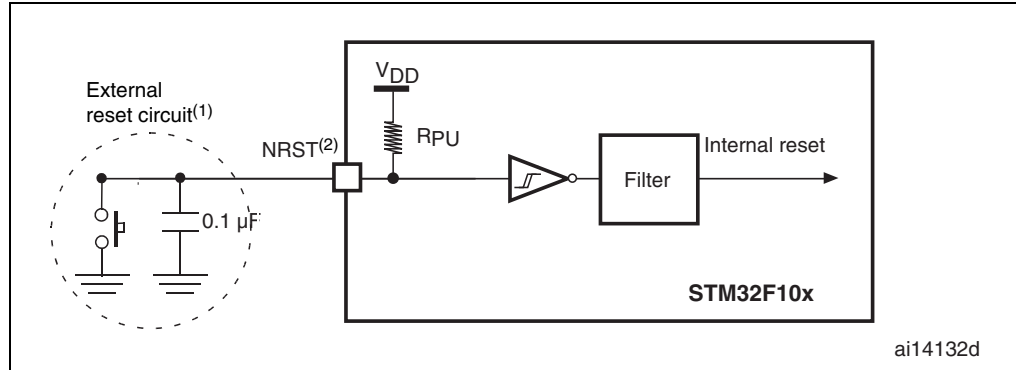 External
reset circuit(1)
VDD
RPU
NRST(2)
Internal reset
Filter
0.1 µF
STM32F10x
ai14132d